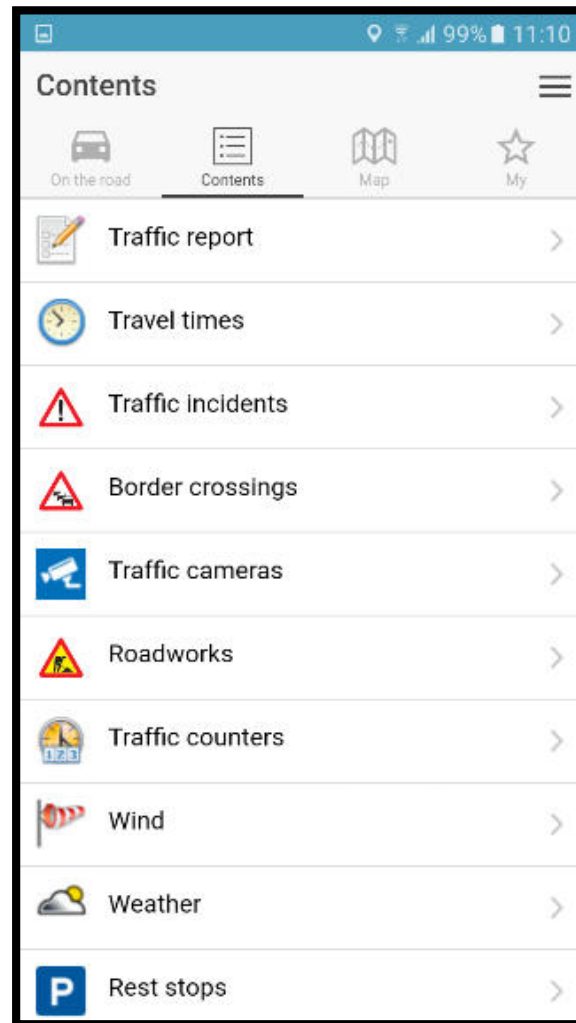 99% 11:10
Contents
On the road Contents Map My
Traffic report
Travel times
Traffic incidents
Border crossings
Traffic cameras
Roadworks
Traffic counters
123
Wind
Weather
P Rest stops